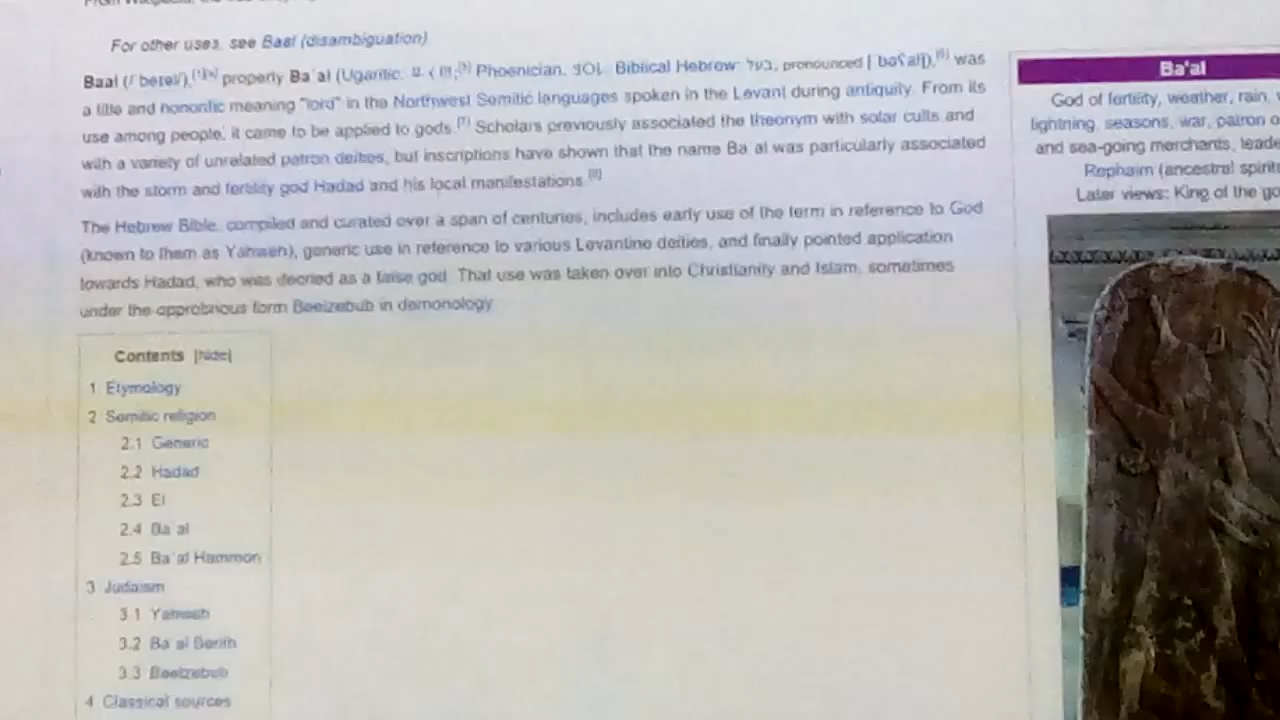 For other uses, see Baal (disambiguation)
Baal properly Baʿal (Ugaritic: Phoenician: Biblical Hebrew: בעל, pronounced [ˈbaʕal]),[6] was
a title and honorific meaning "lord" in the Northwest Semitic languages spoken in the Levant during antiquity. From its
use among people, it came to be applied to gods.[7] Scholars previously associated the theonym with solar cults and
with a variety of unrelated patron deities, but inscriptions have shown that the name Baʿal was particularly associated
with the storm and fertility god Hadad and his local manifestations.[8]
The Hebrew Bible, compiled and curated over a span of centuries, includes early use of the term in reference to God
(known to them as Yahweh), generic use in reference to various Levantine deities, and finally pointed application
towards Hadad, who was decried as a false god. That use was taken over into Christianity and Islam, sometimes
under the opprobrious form Beelzebub in demonology.
Contents [hide]
1 Etymology
2 Semitic religion
2.1 Generic
2.2 Hadad
2.3 El
2.4 Baʿal
2.5 Baʿal Hammon
3 Judaism
3.1 Yahweh
3.2 Baʿal Berith
3.3 Beelzebub
4 Classical sources
Ba'al
God of fertility, weather, rain,
lightning, seasons, war, patron
and sea-going merchants,
Rephaim (ancestral
Later views: King of the